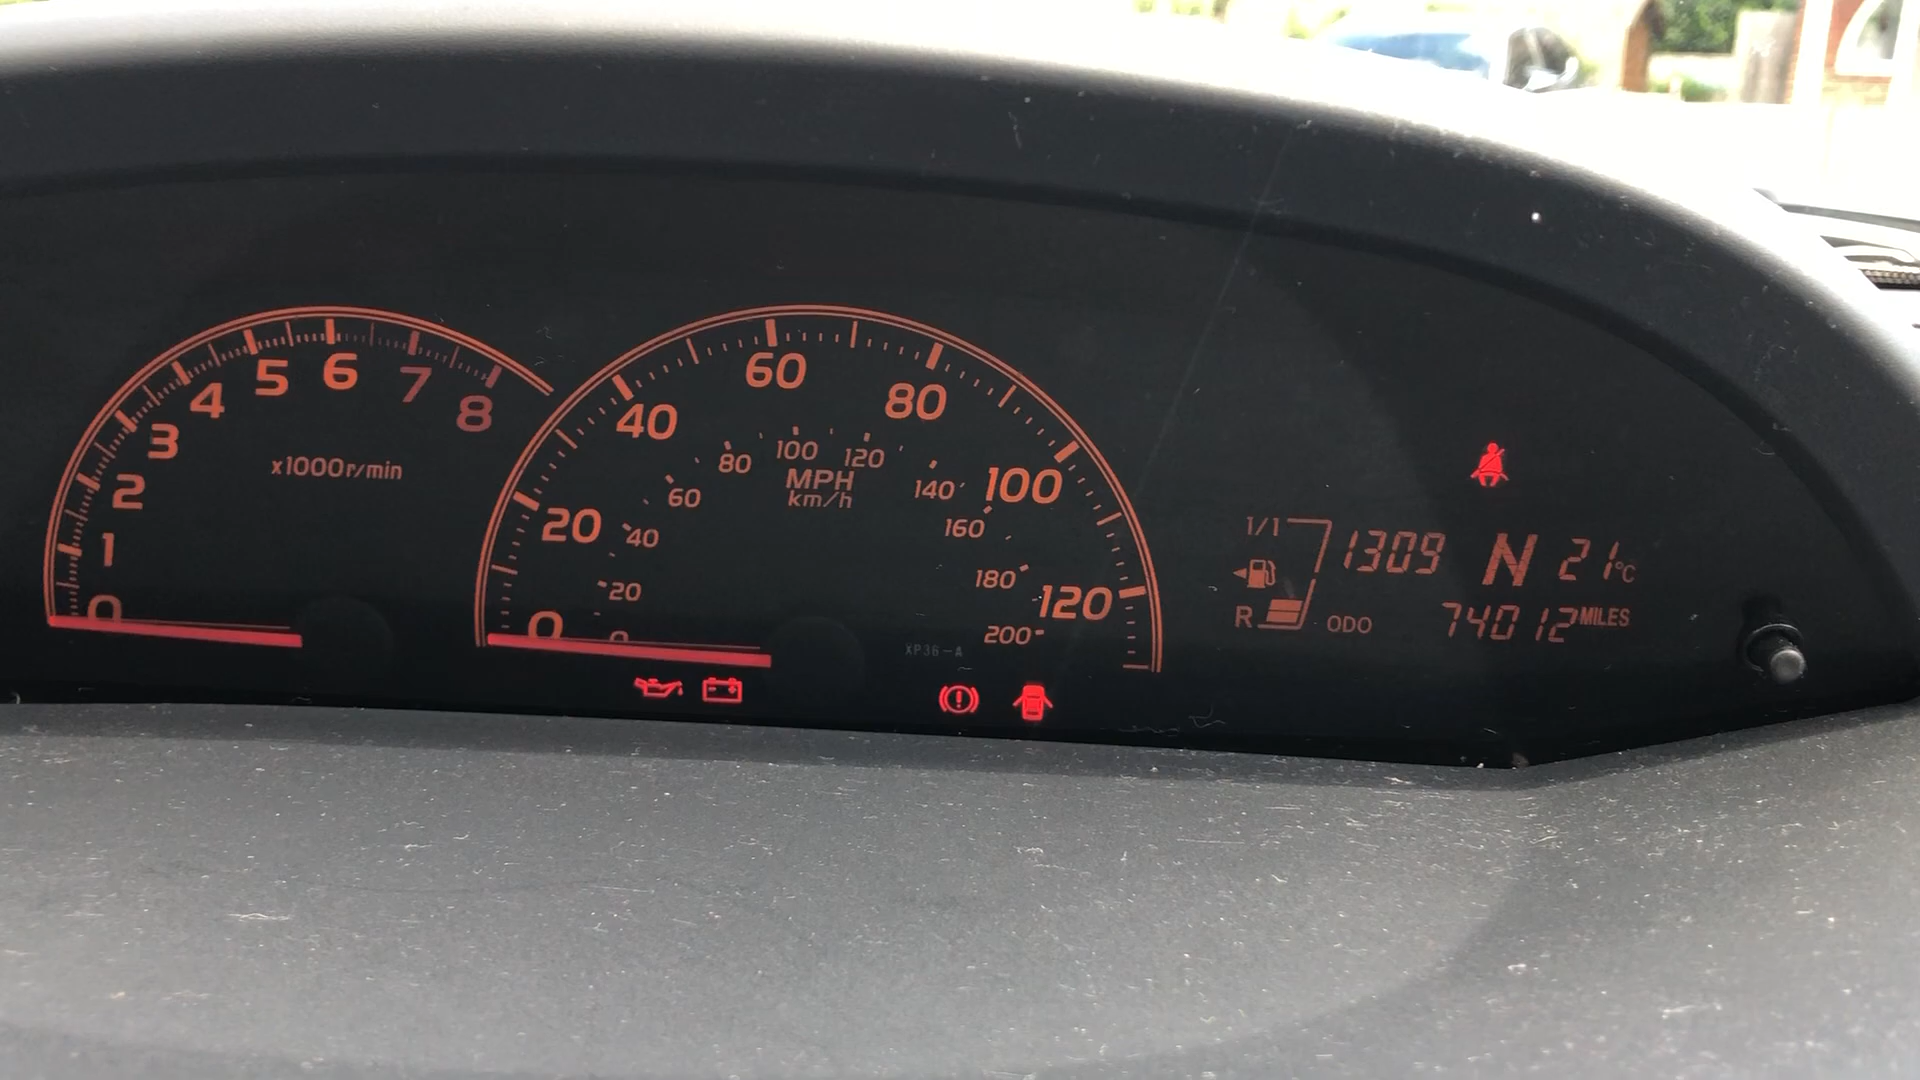 0 1 2 3 4 5 6 7 8
x1000r/min
0 20 40 60 80 100 120
0 20 40 60 80 100 120 140 160 180 200
MPH
km/h
XP36-A
1/1
R
1309 N 21°C
ODO 74012 MILES